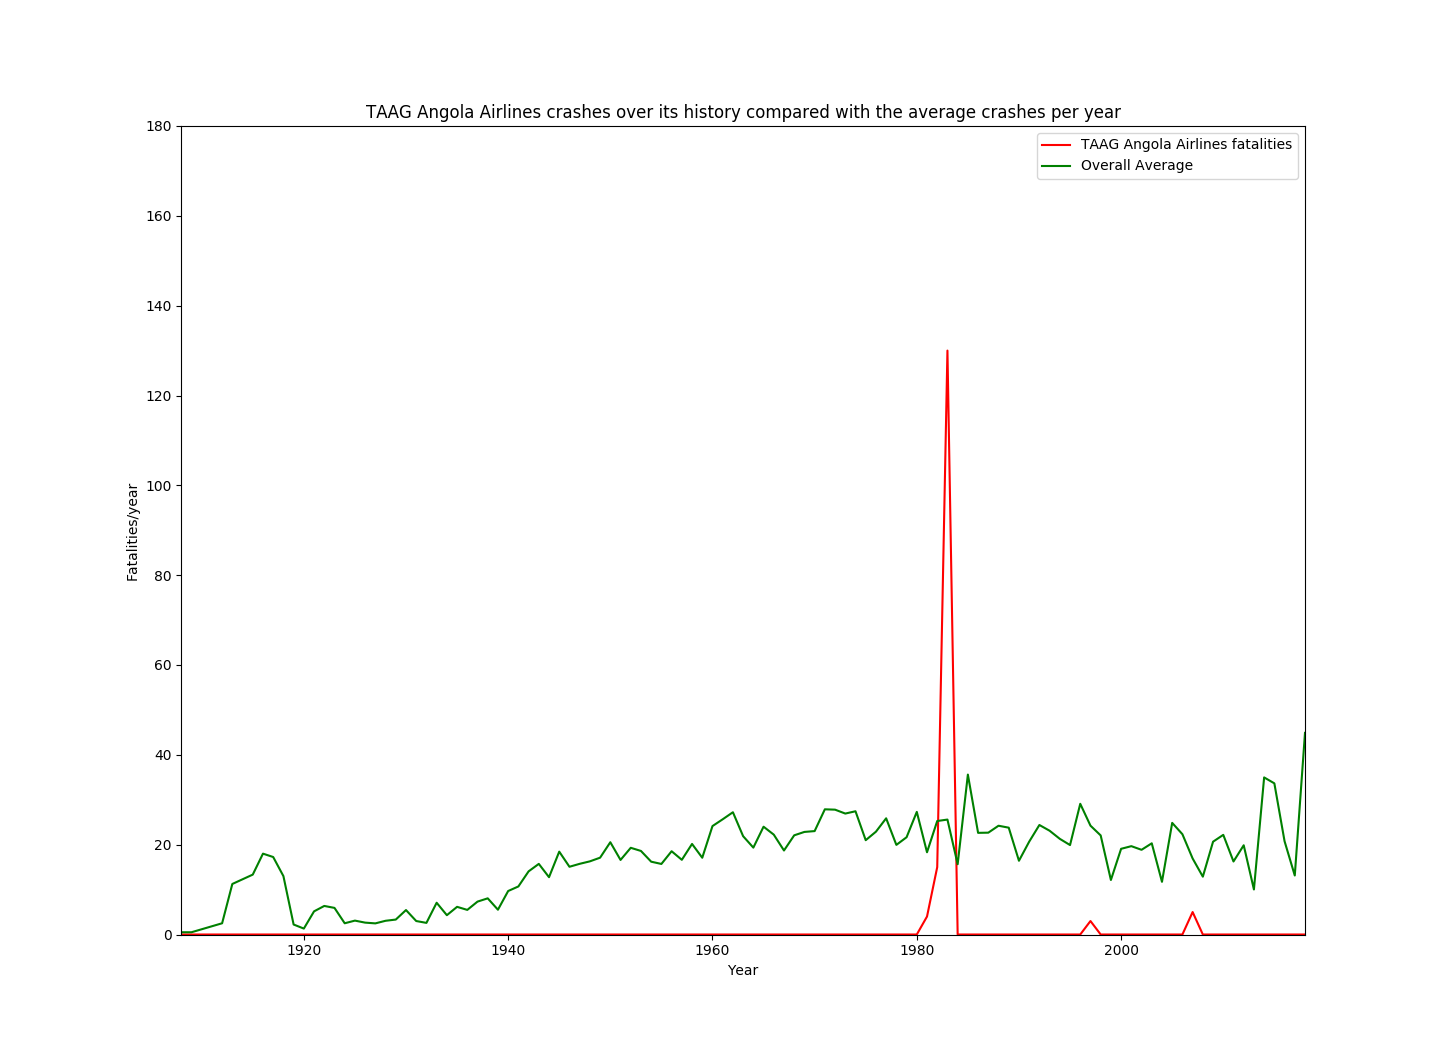 TAAG Angola Airlines crashes over its history compared with the average crashes per year
180
160
140
120
100
80
60
40
20
0
Fatalities/year
TAAG Angola Airlines fatalities
Overall Average
1920 1940 1960 1980 2000
Year